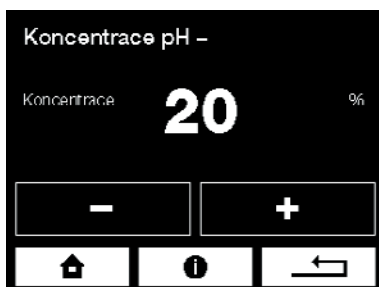 Koncentrace pH –
Koncentrace 20 %
– +